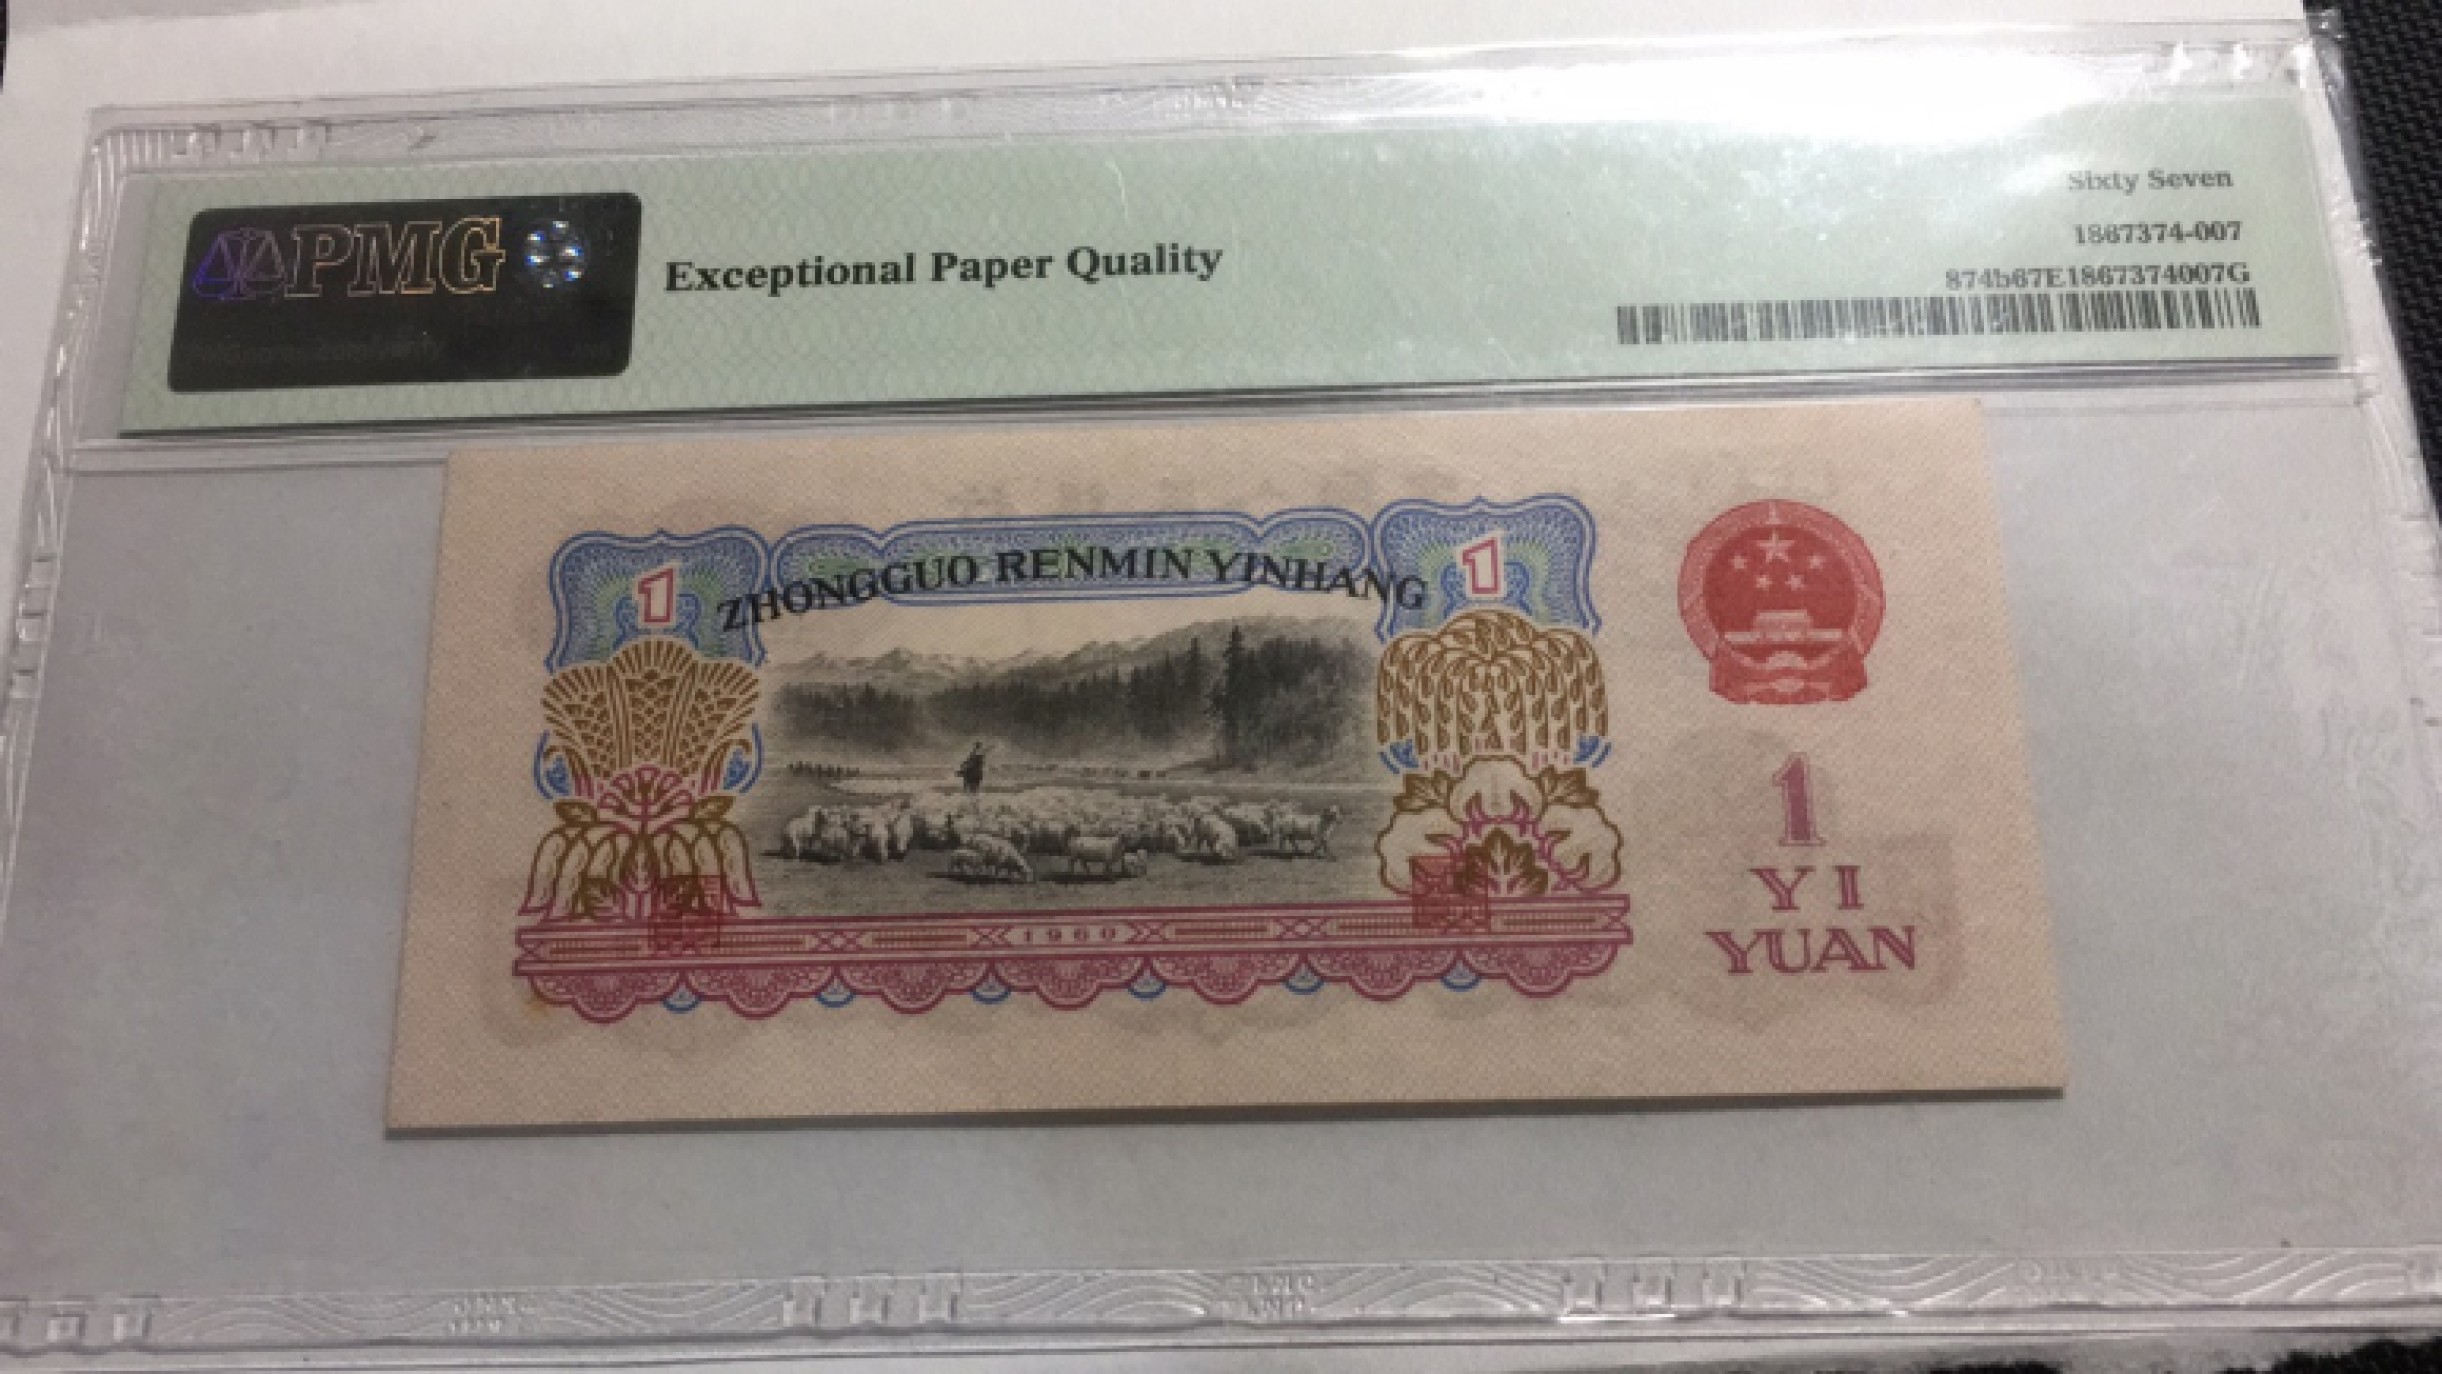 PMG
Exceptional Paper Quality
Sixty Seven
1867374-007
874b67E1867374007G
1
ZHONGGUO RENMIN YINHANG
1
1960
1
YI
YUAN